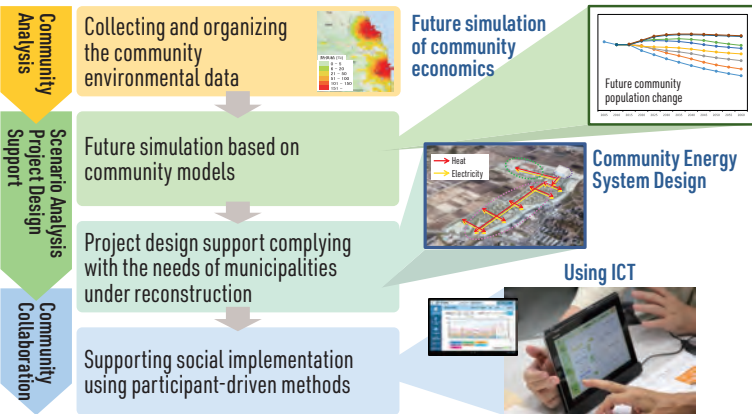 Community
Analysis
Collecting and organizing
the community
environmental data
Future simulation
of community
economics
Future community
population change
Scenario Analysis
Project Design
Support
Future simulation based on
community models
Heat
Electricity
Community Energy
System Design
Project design support complying
with the needs of municipalities
under reconstruction
Using ICT
Community
Collaboration
Supporting social implementation
using participant-driven methods